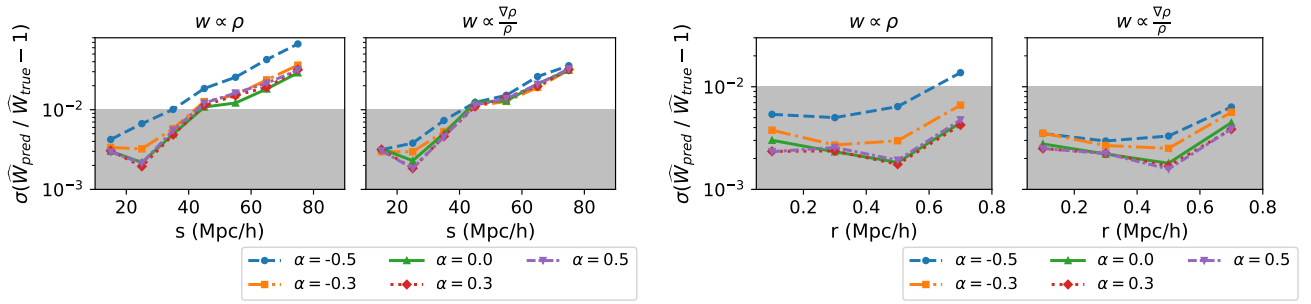 w ∝ ρ
w ∝ ∇ρ/ρ
w ∝ ρ
w ∝ ∇ρ/ρ
σ(Ŵpred / Ŵtrue − 1)
10⁻²
10⁻³
20 40 60 80
20 40 60 80
s (Mpc/h)
s (Mpc/h)
α = -0.5
α = 0.0
α = 0.5
α = -0.3
α = 0.3
σ(Ŵpred / Ŵtrue − 1)
10⁻²
10⁻³
0.2 0.4 0.6 0.8
0.2 0.4 0.6 0.8
r (Mpc/h)
r (Mpc/h)
α = -0.5
α = 0.0
α = 0.5
α = -0.3
α = 0.3